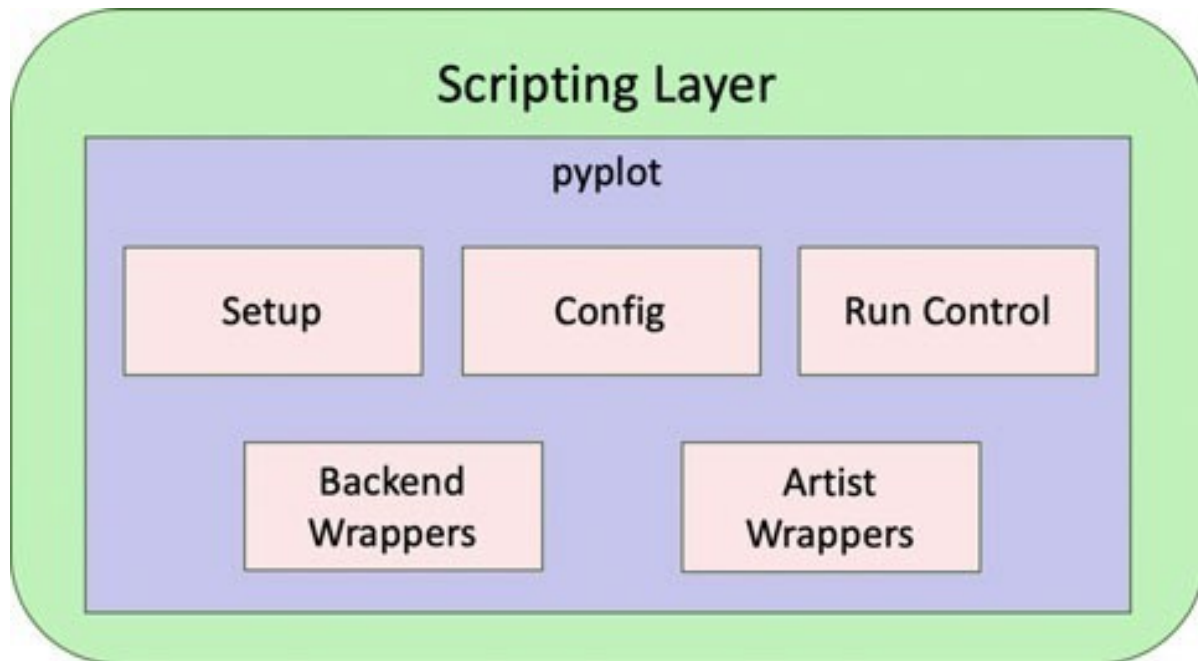 Scripting Layer
pyplot
Setup
Config
Run Control
Backend
Wrappers
Artist
Wrappers